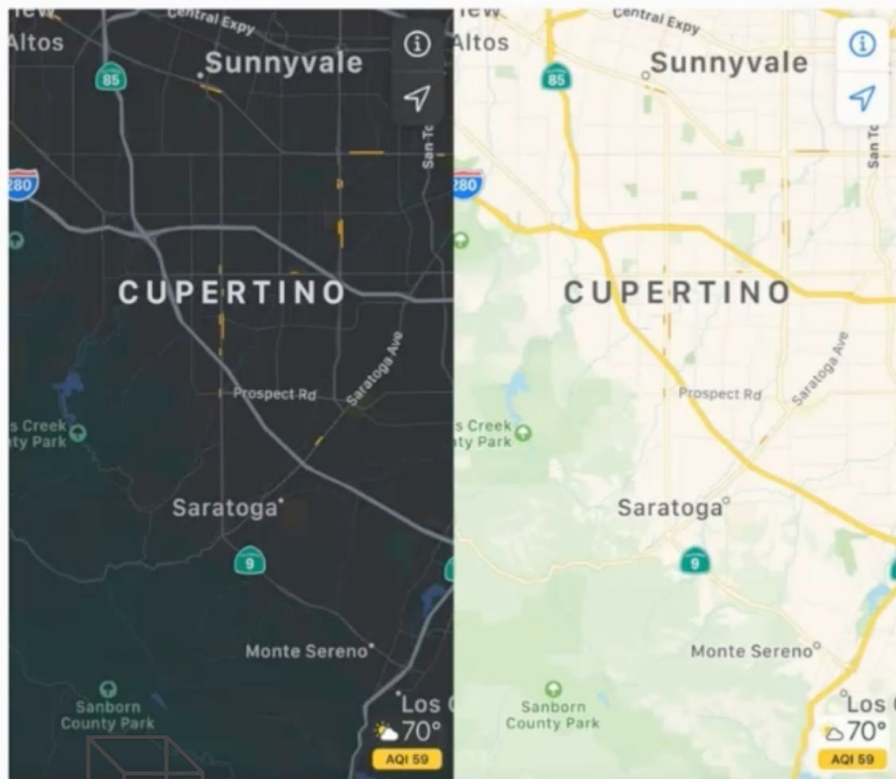 Central Expy
Altos
Sunnyvale
85
280
CUPERTINO
Prospect Rd
Saratoga Ave
s Creek
ty Park
Saratoga
9
Monte Sereno
Sanborn
County Park
Los
70°
AQI 59
Central Expy
Altos
Sunnyvale
85
280
CUPERTINO
Prospect Rd
Saratoga Ave
s Creek
ty Park
Saratoga
9
Monte Sereno
Sanborn
County Park
Los
70°
AQI 59